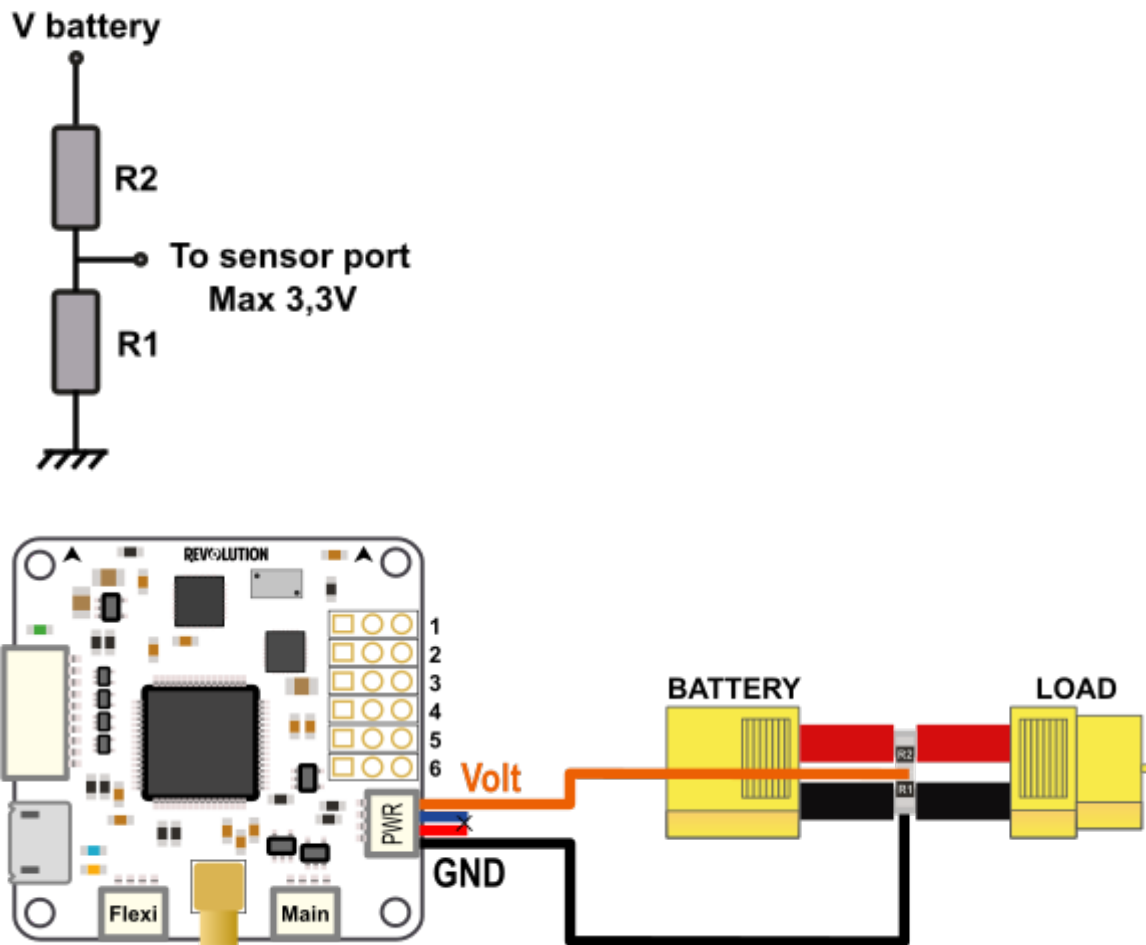 V battery
R2
To sensor port
Max 3,3V
R1
REVOLUTION
1
2
3
4
5
6
BATTERY
LOAD
Volt
R2
R1
PWR
GND
Flexi
Main